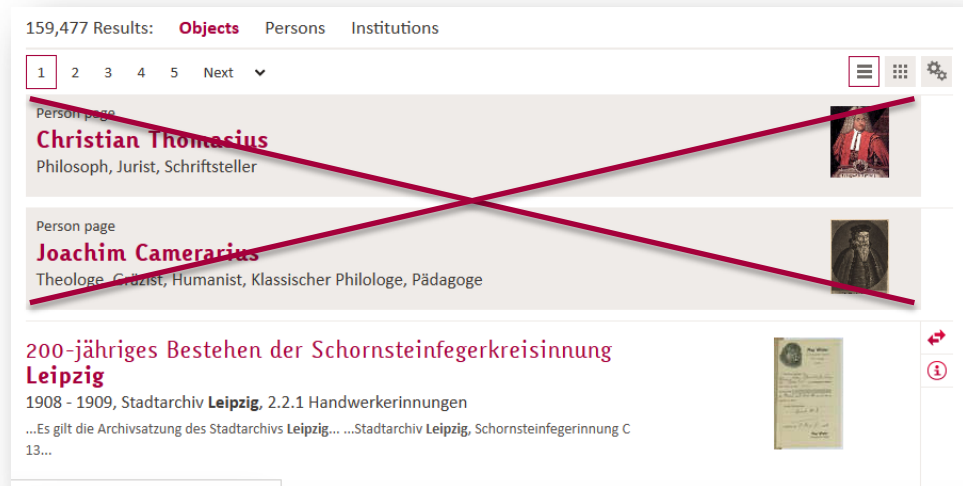 159,477 Results: Objects Persons Institutions
1 2 3 4 5 Next
Person page
Christian Thomasius
Philosoph, Jurist, Schriftsteller
Person page
Joachim Camerarius
Theologe, Gräzist, Humanist, Klassischer Philologe, Pädagoge
200-jähriges Bestehen der Schornsteinfegerkreisinnung
Leipzig
1908 - 1909, Stadtarchiv Leipzig, 2.2.1 Handwerkerinnungen
...Es gilt die Archivsatzung des Stadtarchivs Leipzig... ...Stadtarchiv Leipzig, Schornsteinfegerinnung C
13...